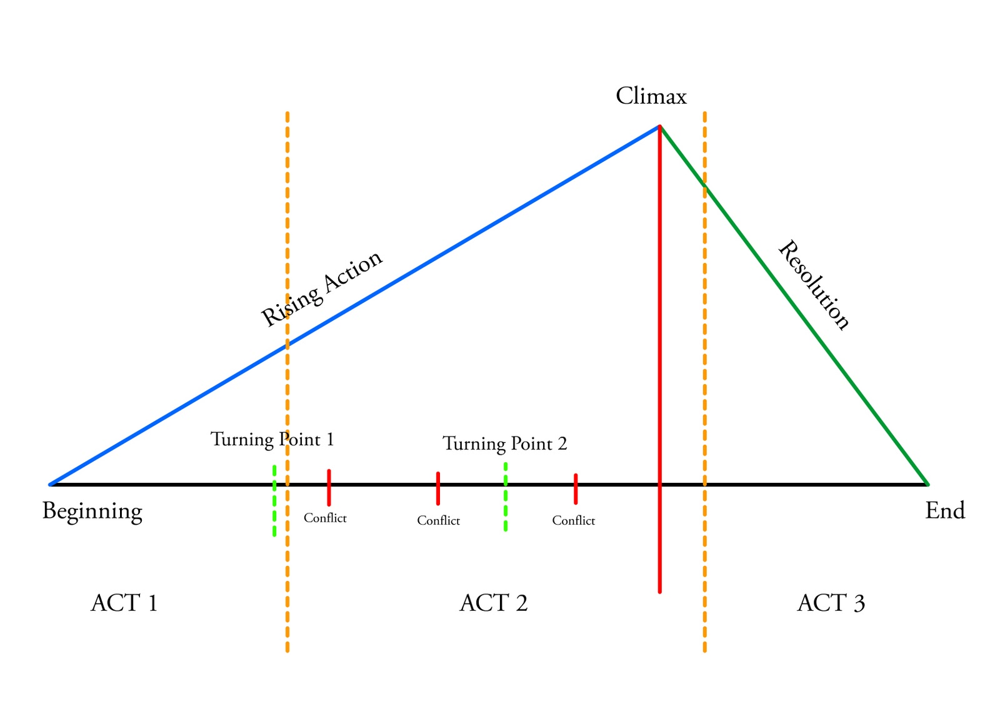 Climax
Rising Action
Resolution
Turning Point 1
Turning Point 2
Beginning
Conflict
Conflict
Conflict
End
ACT 1
ACT 2
ACT 3